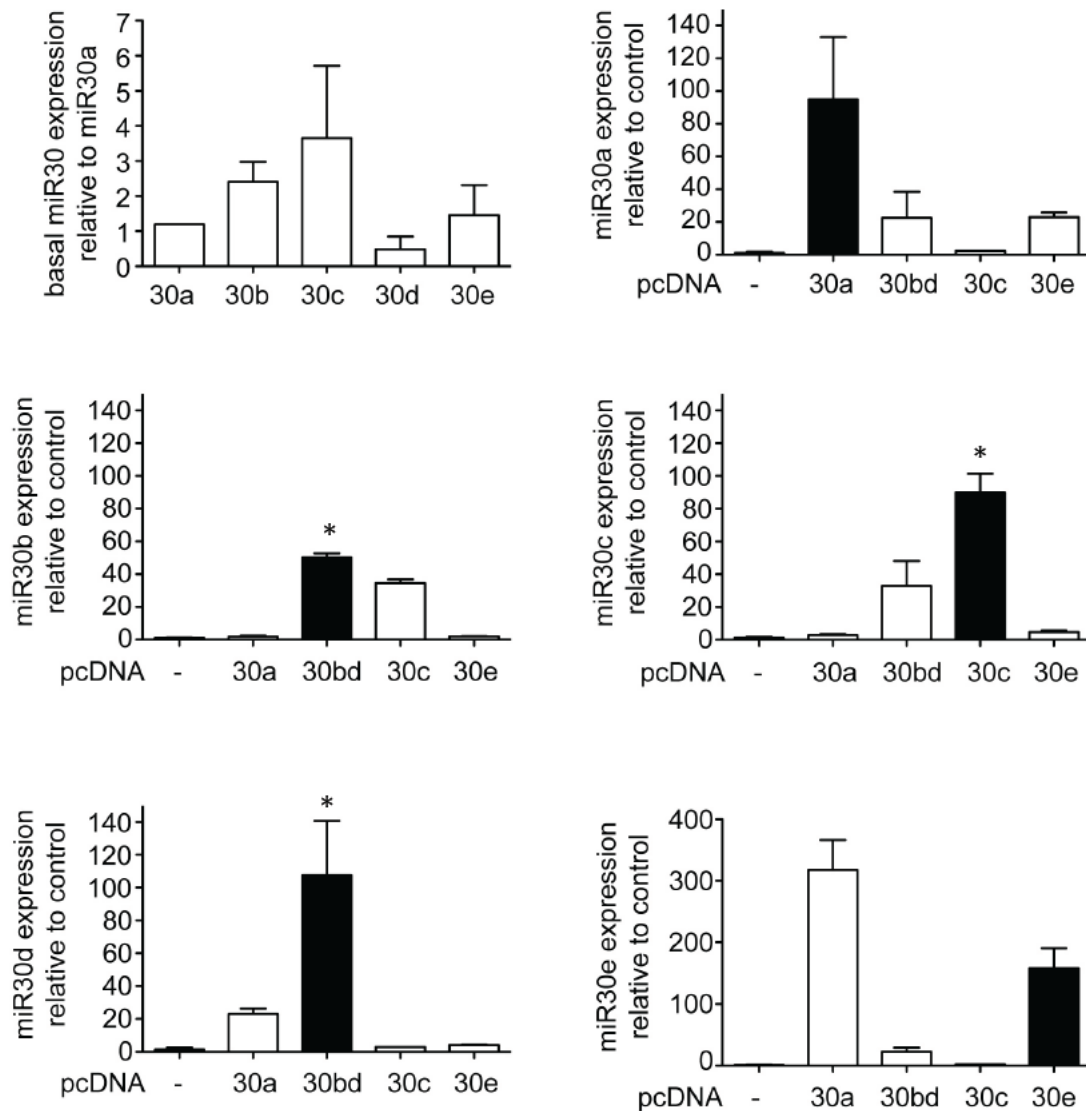 basal miR30 expression
relative to miR30a
7
6
5
4
3
2
1
0
30a 30b 30c 30d 30e
miR30a expression
relative to control
140
120
100
80
60
40
20
0
pcDNA - 30a 30bd 30c 30e
miR30b expression
relative to control
140
120
100
80
60
40
20
0
*
pcDNA - 30a 30bd 30c 30e
miR30c expression
relative to control
140
120
100
80
60
40
20
0
*
pcDNA - 30a 30bd 30c 30e
miR30d expression
relative to control
140
120
100
80
60
40
20
0
*
pcDNA - 30a 30bd 30c 30e
miR30e expression
relative to control
400
300
200
100
0
pcDNA - 30a 30bd 30c 30e